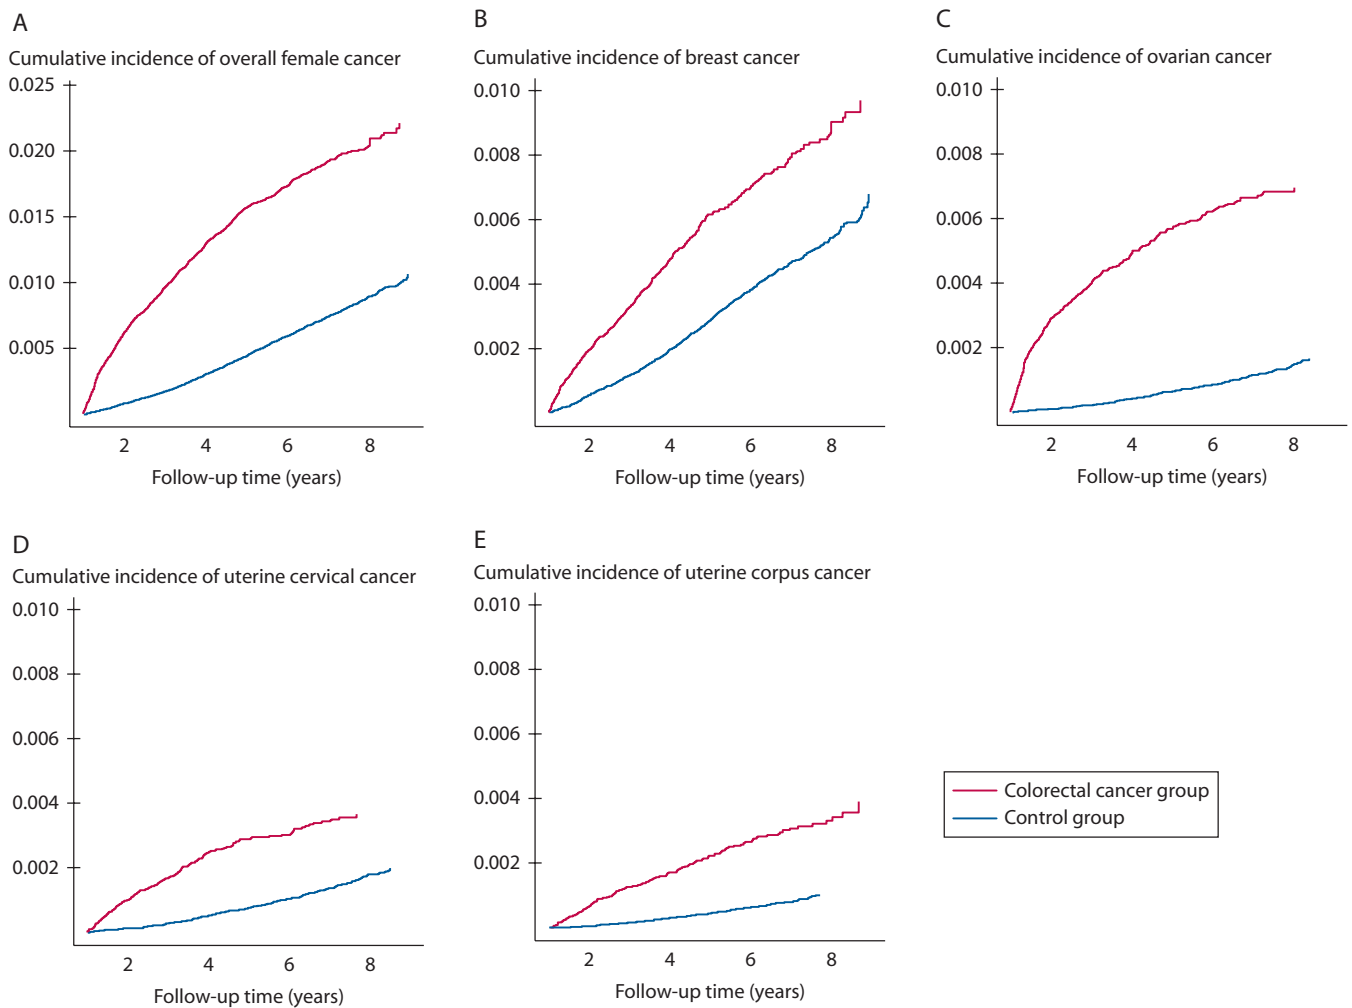 A
Cumulative incidence of overall female cancer
0.025
0.020
0.015
0.010
0.005
2 4 6 8
Follow-up time (years)
B
Cumulative incidence of breast cancer
0.010
0.008
0.006
0.004
0.002
2 4 6 8
Follow-up time (years)
C
Cumulative incidence of ovarian cancer
0.010
0.008
0.006
0.004
0.002
2 4 6 8
Follow-up time (years)
D
Cumulative incidence of uterine cervical cancer
0.010
0.008
0.006
0.004
0.002
2 4 6 8
Follow-up time (years)
E
Cumulative incidence of uterine corpus cancer
0.010
0.008
0.006
0.004
0.002
2 4 6 8
Follow-up time (years)
Colorectal cancer group
Control group